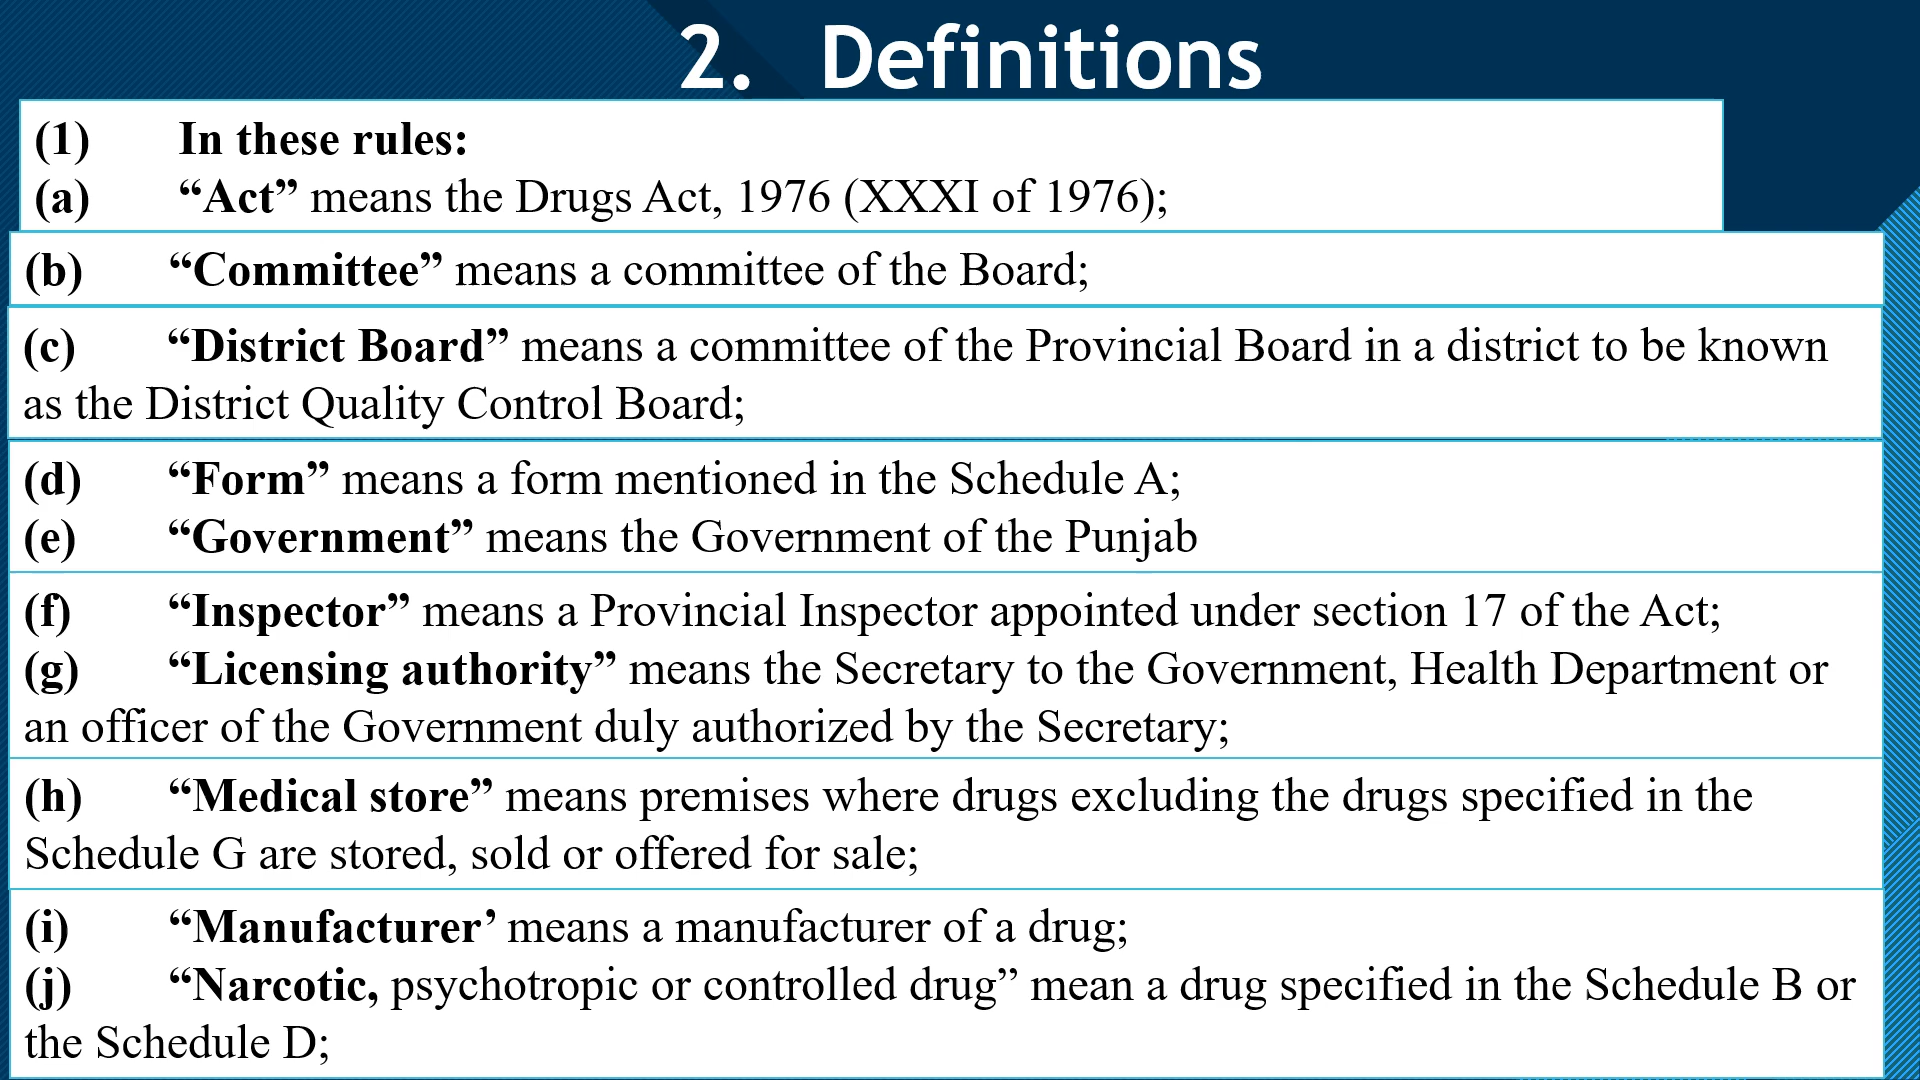 2. Definitions
(1) In these rules:
(a) “Act” means the Drugs Act, 1976 (XXXI of 1976);
(b) “Committee” means a committee of the Board;
(c) “District Board” means a committee of the Provincial Board in a district to be known
as the District Quality Control Board;
(d) “Form” means a form mentioned in the Schedule A;
(e) “Government” means the Government of the Punjab
(f) “Inspector” means a Provincial Inspector appointed under section 17 of the Act;
(g) “Licensing authority” means the Secretary to the Government, Health Department or
an officer of the Government duly authorized by the Secretary;
(h) “Medical store” means premises where drugs excluding the drugs specified in the
Schedule G are stored, sold or offered for sale;
(i) “Manufacturer’ means a manufacturer of a drug;
(j) “Narcotic, psychotropic or controlled drug” mean a drug specified in the Schedule B or
the Schedule D;